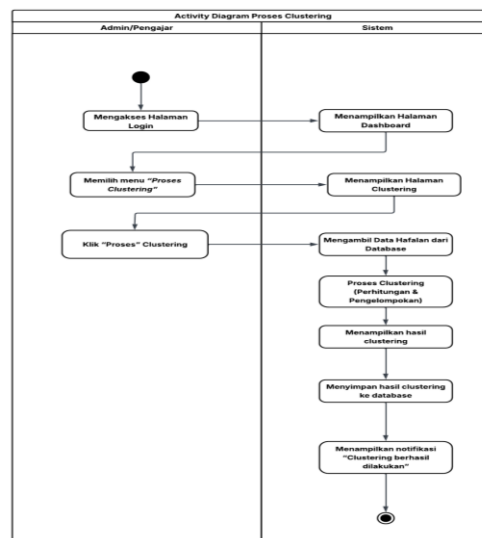 Activity Diagram Proses Clustering
Admin/Pengajar
Sistem
Mengakses Halaman
Login
Menampilkan Halaman
Dashboard
Memilih menu "Proses
Clustering"
Menampilkan Halaman
Clustering
Klik "Proses" Clustering
Mengambil Data Hafalan dari
Database
Proses Clustering
(Perhitungan &
Pengelompokan)
Menampilkan hasil
clustering
Menyimpan hasil clustering
ke database
Menampilkan notifikasi
"Clustering berhasil
dilakukan"